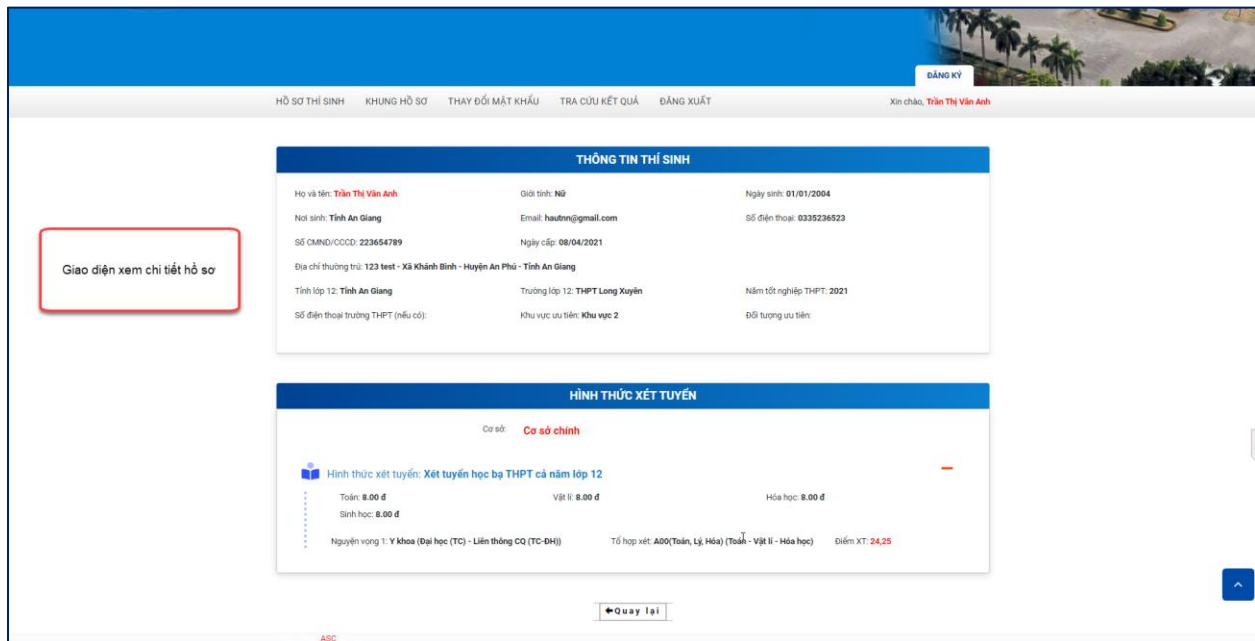 ĐĂNG KÝ
HỒ SƠ THÍ SINH KHUNG HỒ SƠ THAY ĐỔI MẬT KHẨU TRA CỨU KẾT QUẢ ĐĂNG XUẤT Xin chào, Trần Thị Vân Anh
THÔNG TIN THÍ SINH
Họ và tên: Trần Thị Vân Anh Giới tính: Nữ Ngày sinh: 01/01/2004
Nơi sinh: Tỉnh An Giang Email: hautnn@gmail.com Số điện thoại: 0335236523
Số CMND/CCCD: 223654789 Ngày cấp: 08/04/2021
Giao diện xem chi tiết hồ sơ
Địa chỉ thường trú: 123 test - Xã Khánh Bình - Huyện An Phú - Tỉnh An Giang
Tỉnh lớp 12: Tỉnh An Giang Trường lớp 12: THPT Long Xuyên Năm tốt nghiệp THPT: 2021
Số điện thoại trường THPT (nếu có): Khu vực ưu tiên: Khu vực 2 Đối tượng ưu tiên:
HÌNH THỨC XÉT TUYỂN
Cơ sở: Cơ sở chính
Hình thức xét tuyển: Xét tuyển học bạ THPT cả năm lớp 12
Toán: 8.00 đ Vật lí: 8.00 đ Hóa học: 8.00 đ
Sinh học: 8.00 đ
Nguyện vọng 1: Y khoa (Đại học (TC) - Liên thông CQ (TC-ĐH)) Tổ hợp xét: A00(Toán, Lý, Hóa) (Toán - Vật lí - Hóa học) Điểm XT: 24,25
Quay lại
ASC